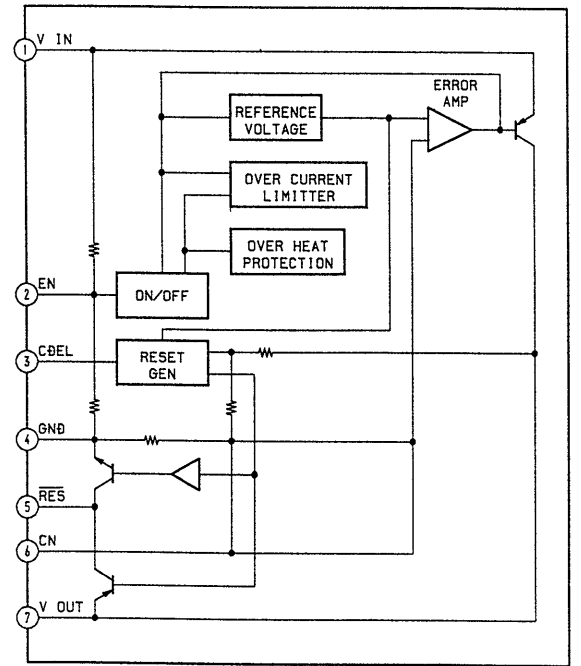 1 V IN
ERROR
AMP
REFERENCE
VOLTAGE
OVER CURRENT
LIMITTER
OVER HEAT
PROTECTION
2 EN
ON/OFF
3 CDEL
RESET
GEN
4 GND
5 RES
6 CN
7 V OUT